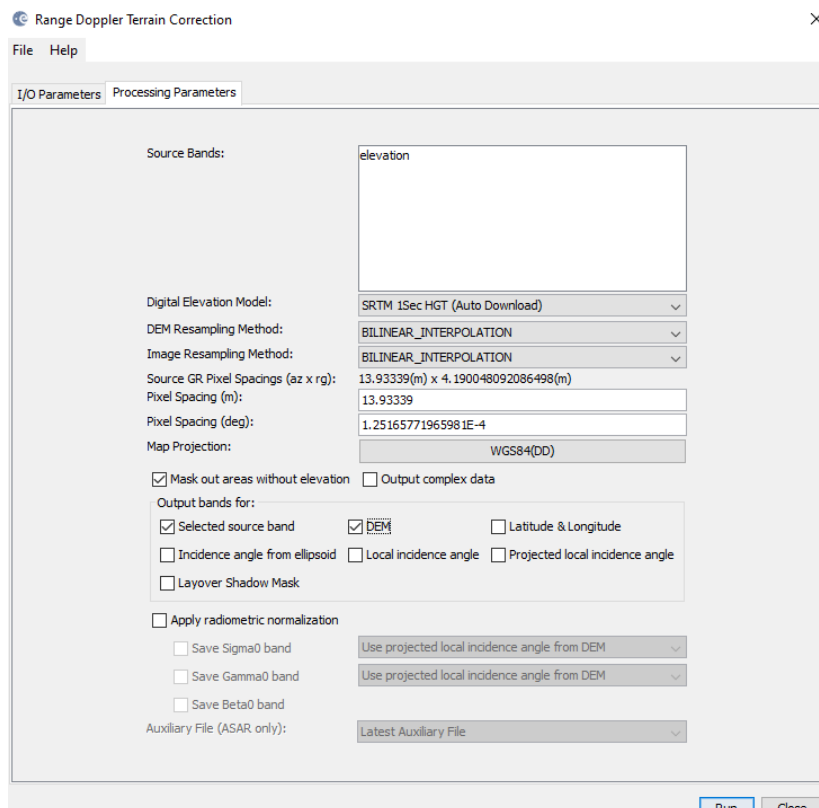 Range Doppler Terrain Correction
File Help
I/O Parameters Processing Parameters
Source Bands: elevation
Digital Elevation Model: SRTM 1Sec HGT (Auto Download)
DEM Resampling Method: BILINEAR_INTERPOLATION
Image Resampling Method: BILINEAR_INTERPOLATION
Source GR Pixel Spacings (az x rg): 13.93339(m) x 4.190048092086498(m)
Pixel Spacing (m): 13.93339
Pixel Spacing (deg): 1.25165771965981E-4
Map Projection: WGS84(DD)
Mask out areas without elevation Output complex data
Output bands for:
Selected source band DEM Latitude & Longitude
Incidence angle from ellipsoid Local incidence angle Projected local incidence angle
Layover Shadow Mask
Apply radiometric normalization
Save Sigma0 band Use projected local incidence angle from DEM
Save Gamma0 band Use projected local incidence angle from DEM
Save Beta0 band
Auxiliary File (ASAR only): Latest Auxiliary File
Run Close